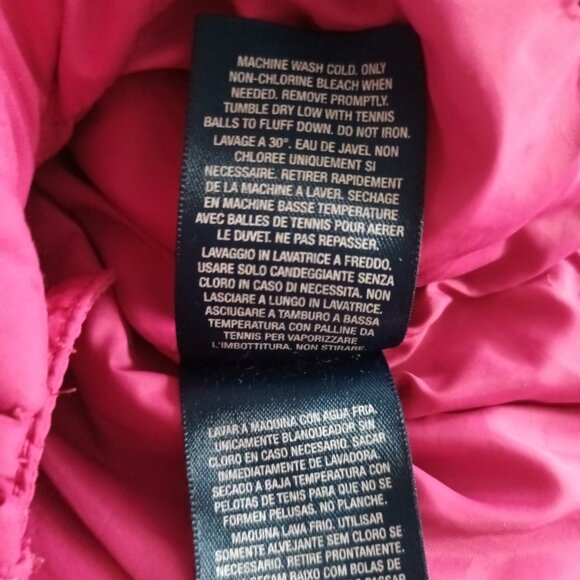 MACHINE WASH COLD. ONLY
NON-CHLORINE BLEACH WHEN
NEEDED. REMOVE PROMPTLY.
TUMBLE DRY LOW WITH TENNIS
BALLS TO FLUFF DOWN. DO NOT IRON.
LAVAGE A 30°. EAU DE JAVEL NON
CHLOREE UNIQUEMENT SI
NECESSAIRE. RETIRER RAPIDEMENT
DE LA MACHINE A LAVER. SECHAGE
EN MACHINE BASSE TEMPERATURE
AVEC BALLES DE TENNIS POUR AERER
LE DUVET. NE PAS REPASSER.
LAVAGGIO IN LAVATRICE A FREDDO.
USARE SOLO CANDEGGIANTE SENZA
CLORO IN CASO DI NECESSITA. NON
LASCIARE A LUNGO IN LAVATRICE.
ASCIUGARE A TAMBURO A BASSA
TEMPERATURA CON PALLINE DA
TENNIS PER VAPORIZZARE
L'IMBOTTITURA. NON STIRARE.
LAVAR A MAQUINA CON AGUA FRIA.
UNICAMENTE BLANQUEADOR SIN
CLORO EN CASO NECESARIO. SACAR
INMEDIATAMENTE DE LAVADORA.
SECADO A BAJA TEMPERATURA CON
PELOTAS DE TENIS PARA QUE NO SE
FORMEN PELUSAS. NO PLANCHE.
MAQUINA LAVA FRIO. UTILIZAR
SOMENTE ALVEJANTE SEM CLORO SE
NECESSARIO. RETIRE PRONTAMENTE.
BAIXO COM BOLAS DE